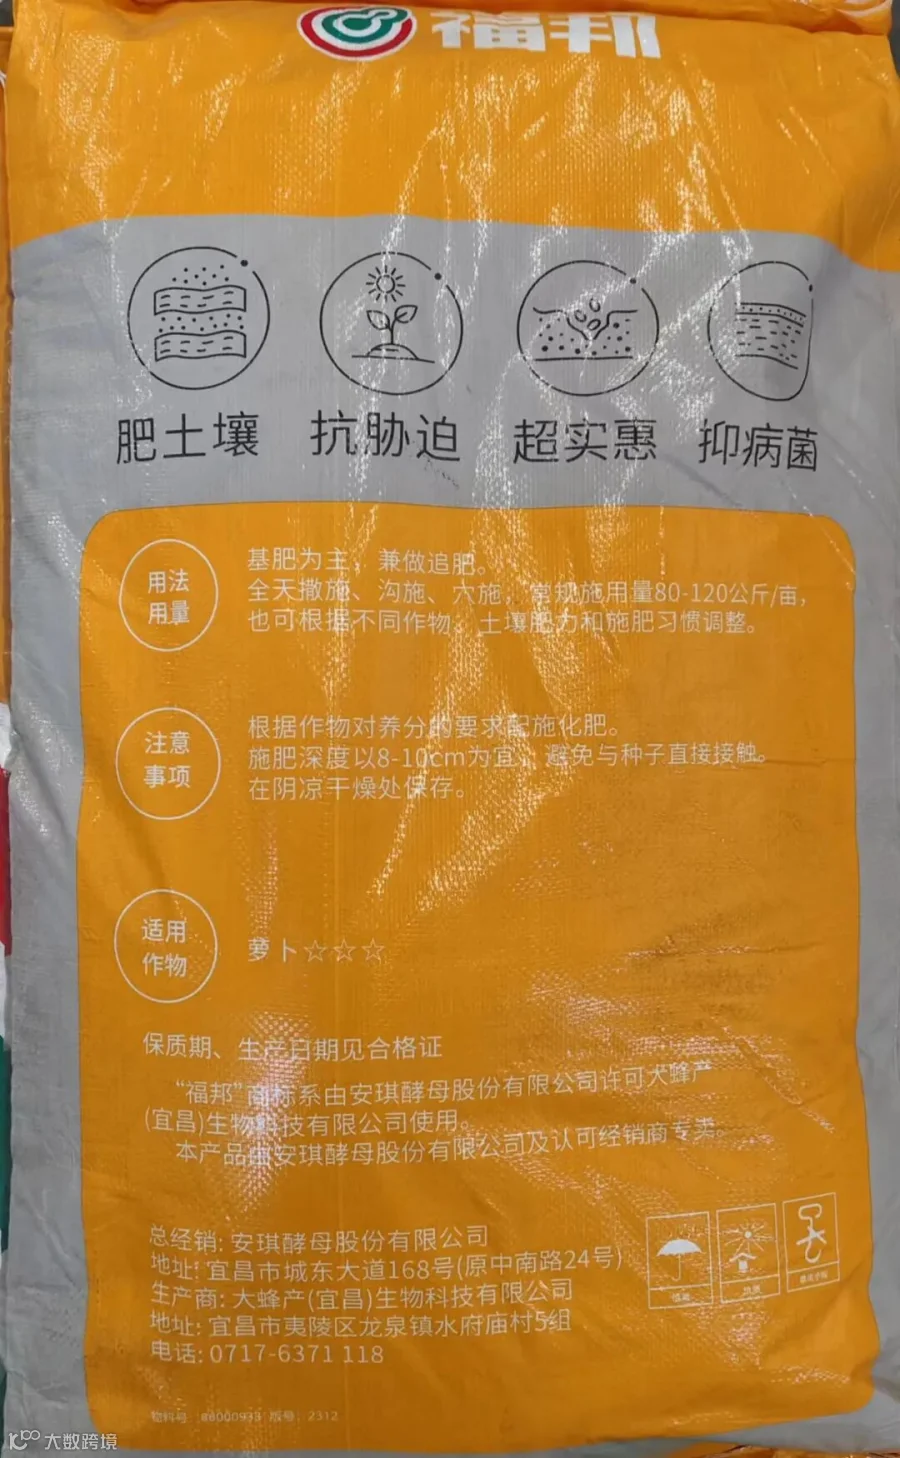 福邦
肥土壤 抗胁迫 超实惠 抑病菌
用法
用量
基肥为主，兼做追肥。
全天撒施、沟施、穴施，常规施用量80-120公斤/亩，
也可根据不同作物、土壤肥力和施肥习惯调整。
注意
事项
根据作物对养分的要求配施化肥。
施肥深度以8-10cm为宜，避免与种子直接接触。
在阴凉干燥处保存。
适用
作物
萝卜☆☆☆
保质期、生产日期见合格证
“福邦”商标系由安琪酵母股份有限公司许可大蜂产
(宜昌)生物科技有限公司使用。
本产品由安琪酵母股份有限公司及认可经销商专卖。
总经销: 安琪酵母股份有限公司
地址: 宜昌市城东大道168号(原中南路24号)
生产商: 大蜂产(宜昌)生物科技有限公司
地址: 宜昌市夷陵区龙泉镇水府庙村5组
电话: 0717-6371 118
物料号 版号: 2312
大数跨境